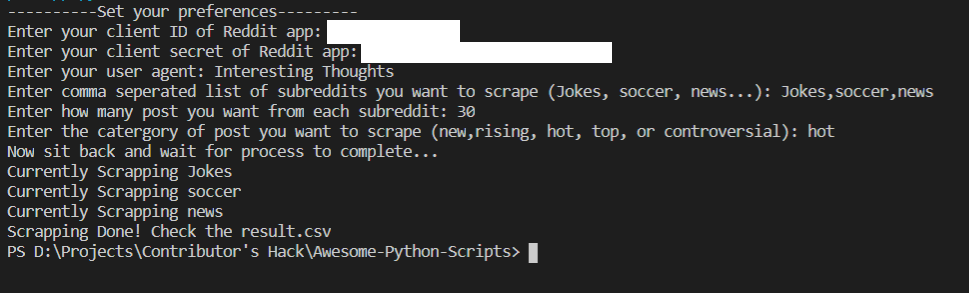 ----------Set your preferences---------
Enter your client ID of Reddit app:
Enter your client secret of Reddit app:
Enter your user agent: Interesting Thoughts
Enter comma seperated list of subreddits you want to scrape (Jokes, soccer, news...): Jokes,soccer,news
Enter how many post you want from each subreddit: 30
Enter the catergory of post you want to scrape (new,rising, hot, top, or controversial): hot
Now sit back and wait for process to complete...
Currently Scrapping Jokes
Currently Scrapping soccer
Currently Scrapping news
Scrapping Done! Check the result.csv
PS D:\Projects\Contributor's Hack\Awesome-Python-Scripts>